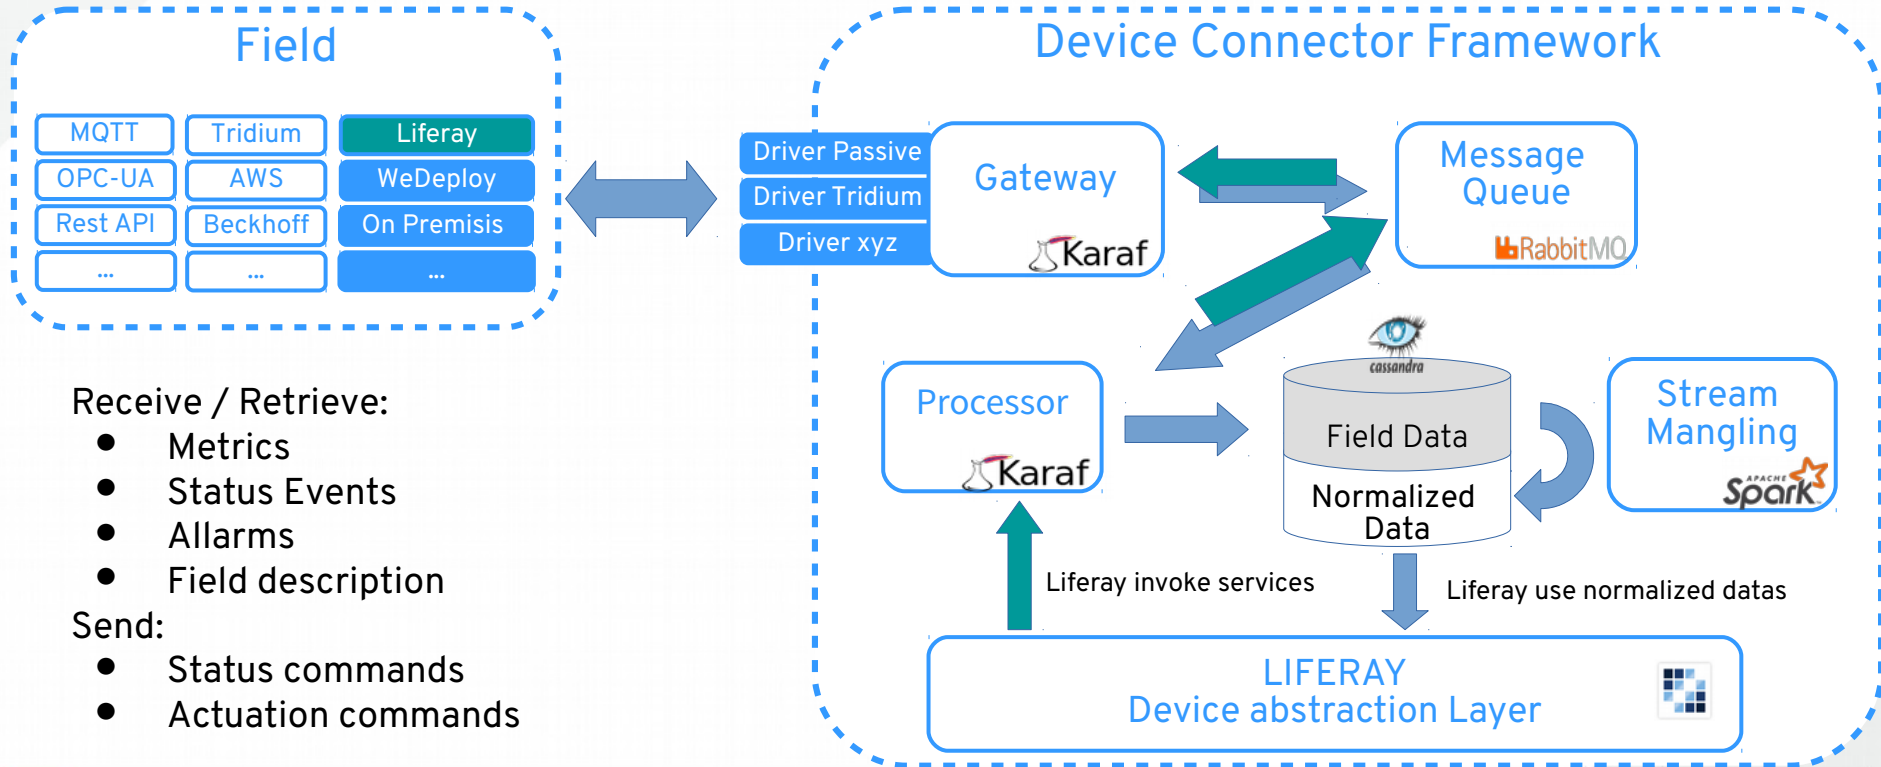 Field
MQTT
Tridium
Liferay
OPC-UA
AWS
WeDeploy
Rest API
Beckhoff
On Premisis
...
...
...
Receive / Retrieve:
● Metrics
● Status Events
● Allarms
● Field description
Send:
● Status commands
● Actuation commands
Device Connector Framework
Driver Passive
Driver Tridium
Driver xyz
Gateway
Karaf
Message
Queue
RabbitMQ
Processor
Karaf
cassandra
Field Data
Normalized
Data
Stream
Mangling
APACHE
Spark
Liferay invoke services
Liferay use normalized datas
LIFERAY
Device abstraction Layer